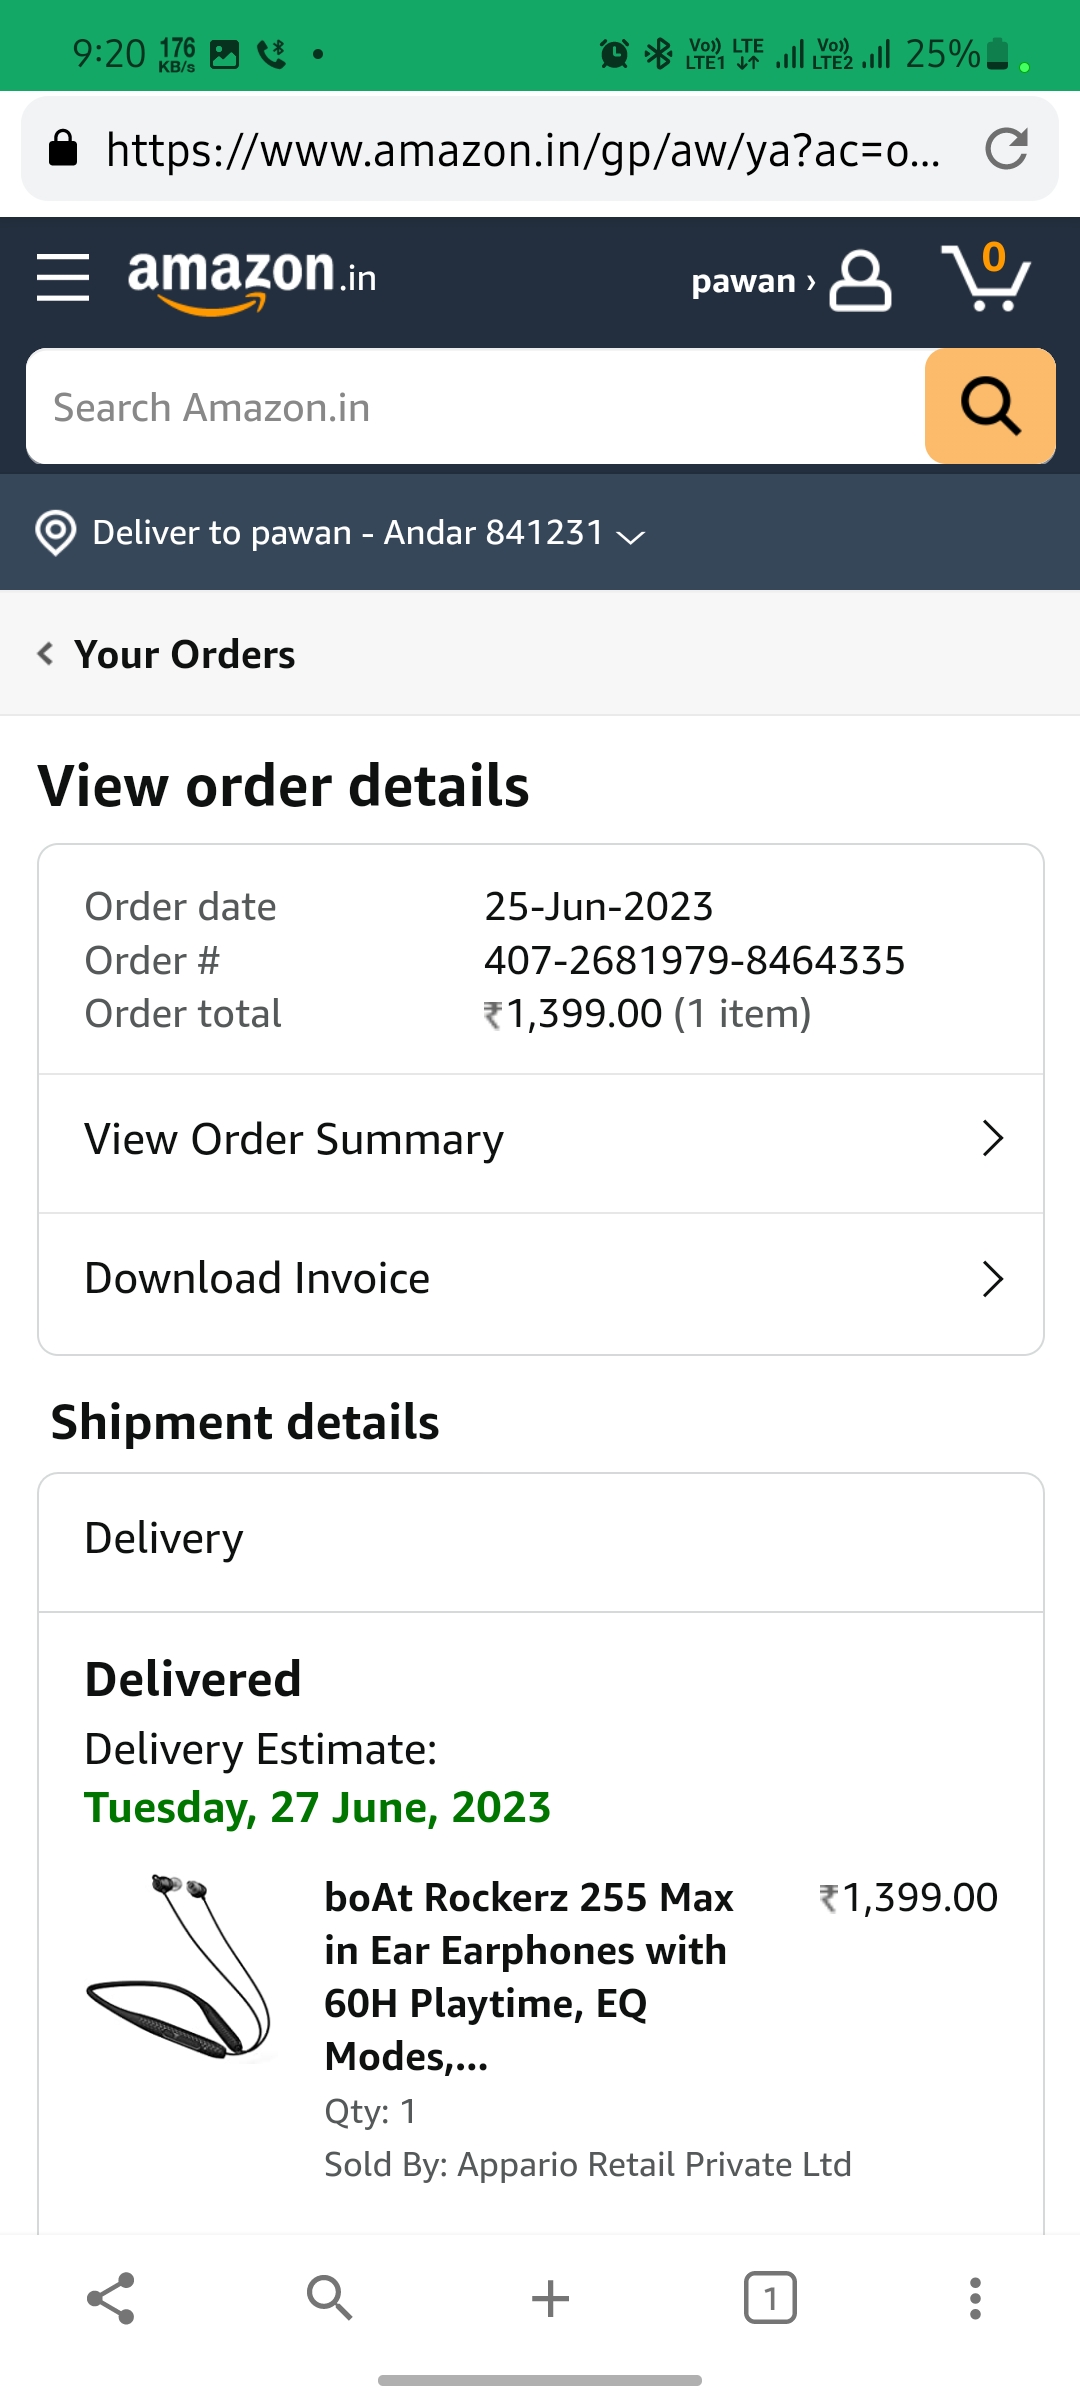 9:20 176 KB/s Vo)) LTE1 LTE Vo)) LTE2 25%
https://www.amazon.in/gp/aw/ya?ac=o...
amazon.in pawan › 0
Search Amazon.in
Deliver to pawan - Andar 841231
Your Orders
View order details
Order date 25-Jun-2023
Order # 407-2681979-8464335
Order total ₹1,399.00 (1 item)
View Order Summary
Download Invoice
Shipment details
Delivery
Delivered
Delivery Estimate:
Tuesday, 27 June, 2023
boAt Rockerz 255 Max ₹1,399.00
in Ear Earphones with
60H Playtime, EQ
Modes,...
Qty: 1
Sold By: Appario Retail Private Ltd
1